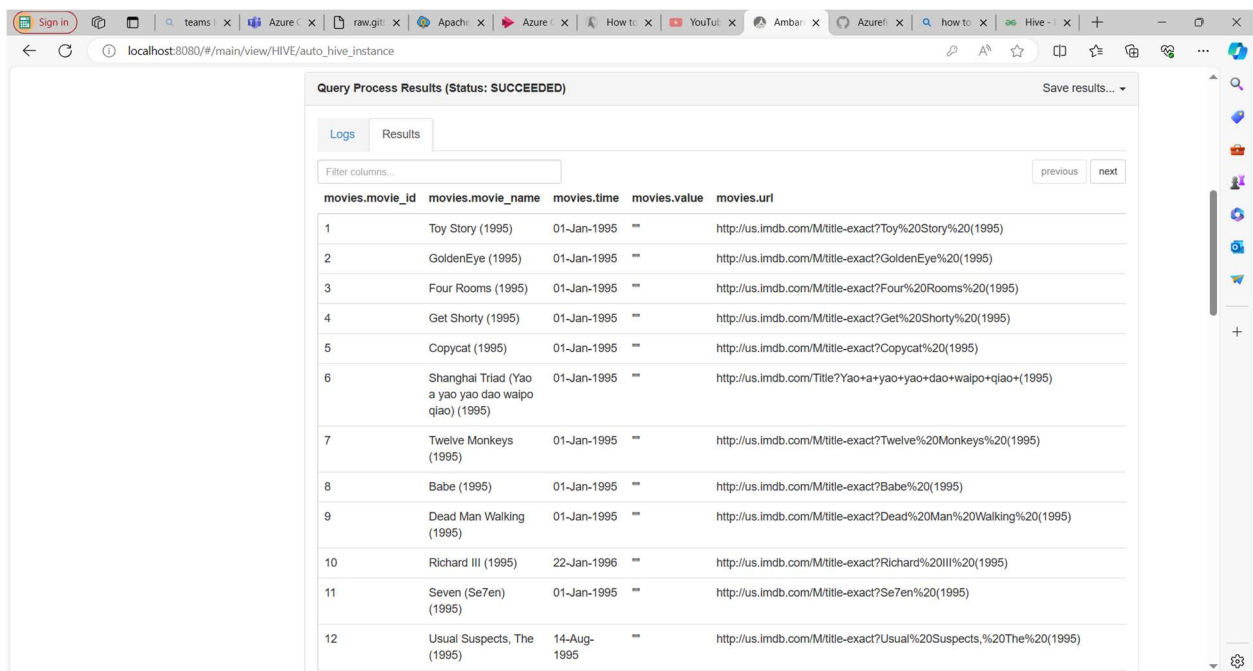 Sign in
teams
Azure C
raw.git
Apache
Azure C
How to
YouTub
Ambari
Azurefi
how to
Hive -
localhost:8080/#/main/view/HIVE/auto_hive_instance
Query Process Results (Status: SUCCEEDED)
Save results...
Logs
Results
Filter columns...
previous
next
movies.movie_id movies.movie_name movies.time movies.value movies.url
1 Toy Story (1995) 01-Jan-1995 "" http://us.imdb.com/M/title-exact?Toy%20Story%20(1995)
2 GoldenEye (1995) 01-Jan-1995 "" http://us.imdb.com/M/title-exact?GoldenEye%20(1995)
3 Four Rooms (1995) 01-Jan-1995 "" http://us.imdb.com/M/title-exact?Four%20Rooms%20(1995)
4 Get Shorty (1995) 01-Jan-1995 "" http://us.imdb.com/M/title-exact?Get%20Shorty%20(1995)
5 Copycat (1995) 01-Jan-1995 "" http://us.imdb.com/M/title-exact?Copycat%20(1995)
6 Shanghai Triad (Yao 01-Jan-1995 "" http://us.imdb.com/Title?Yao+a+yao+yao+dao+waipo+qiao+(1995)
a yao yao dao waipo
qiao) (1995)
7 Twelve Monkeys 01-Jan-1995 "" http://us.imdb.com/M/title-exact?Twelve%20Monkeys%20(1995)
(1995)
8 Babe (1995) 01-Jan-1995 "" http://us.imdb.com/M/title-exact?Babe%20(1995)
9 Dead Man Walking 01-Jan-1995 "" http://us.imdb.com/M/title-exact?Dead%20Man%20Walking%20(1995)
(1995)
10 Richard III (1995) 22-Jan-1996 "" http://us.imdb.com/M/title-exact?Richard%20III%20(1995)
11 Seven (Se7en) 01-Jan-1995 "" http://us.imdb.com/M/title-exact?Se7en%20(1995)
(1995)
12 Usual Suspects, The 14-Aug- "" http://us.imdb.com/M/title-exact?Usual%20Suspects,%20The%20(1995)
(1995) 1995